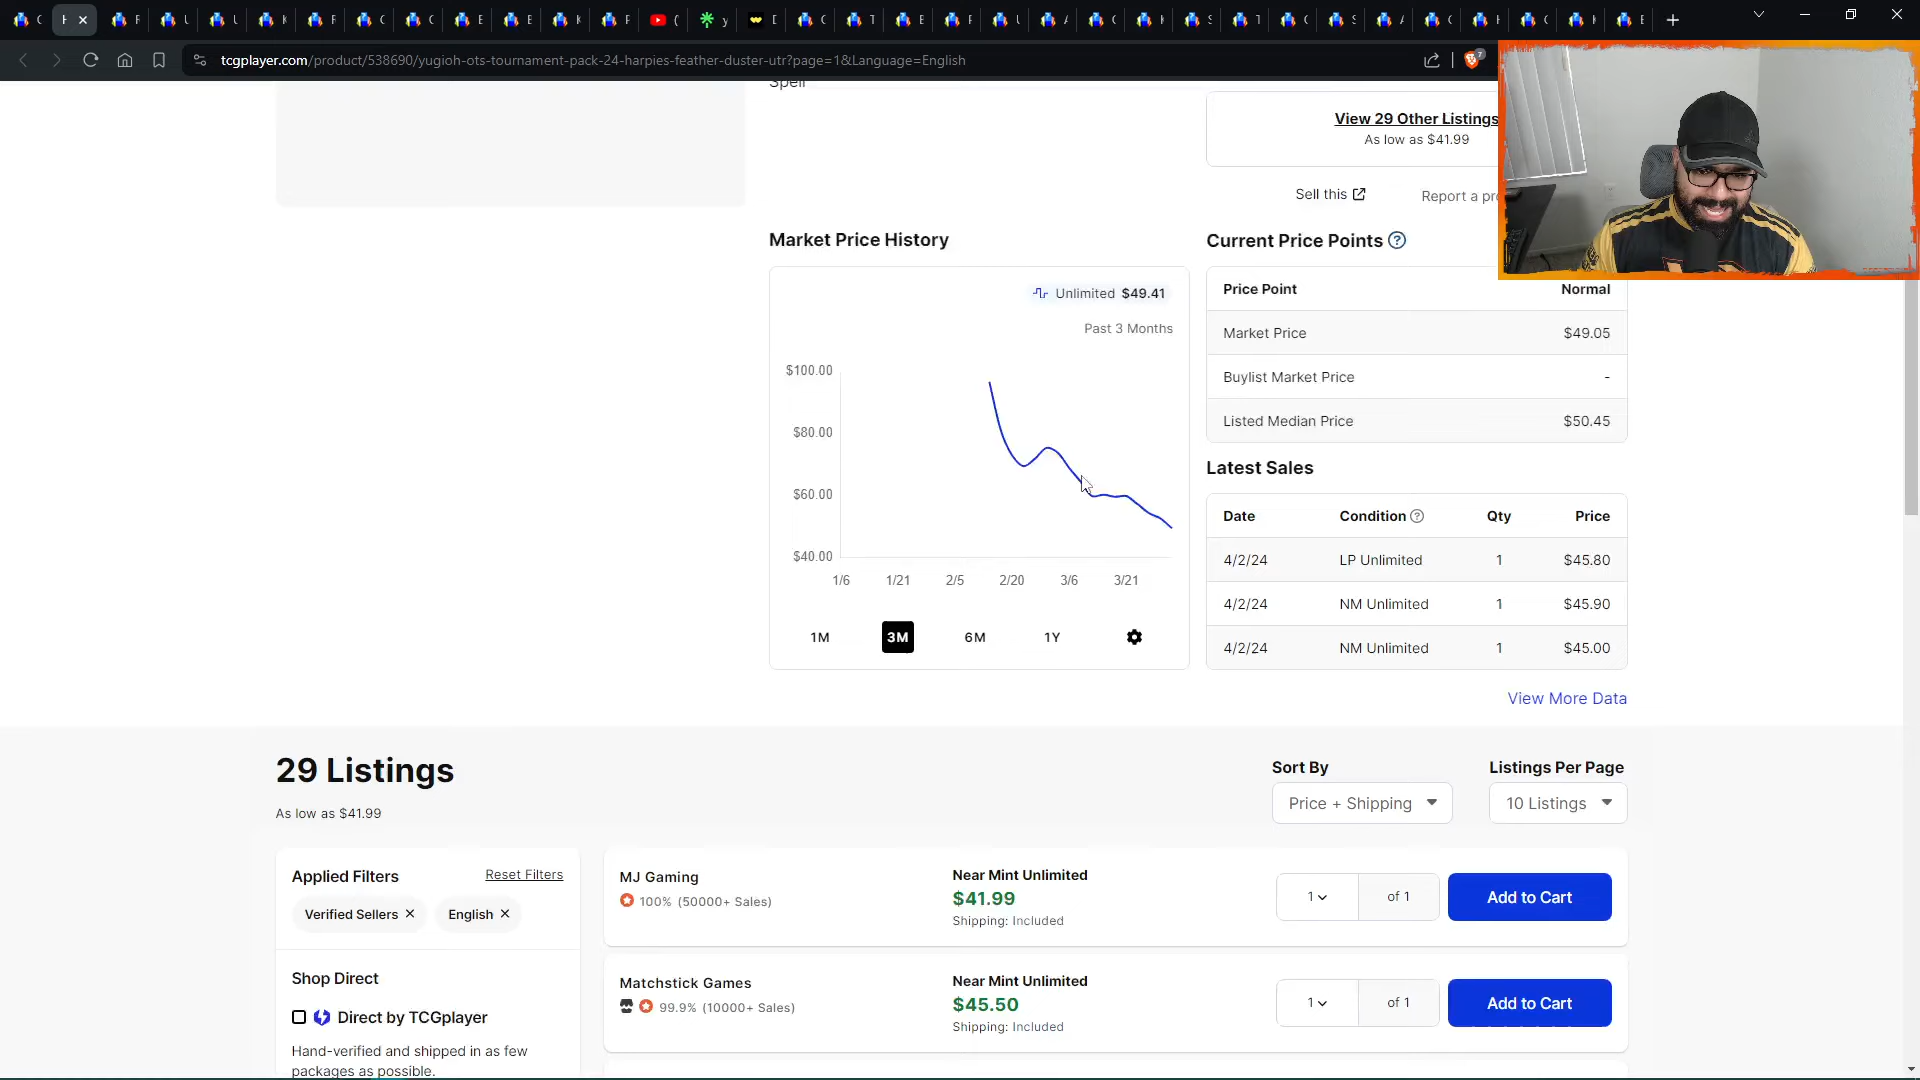 tcgplayer.com/product/538690/yugioh-ots-tournament-pack-24-harpies-feather-duster-utr?page=1&Language=English
7
Spell
View 29 Other Listings
As low as $41.99
Sell this
Report a pro
Market Price History
Unlimited $49.41
Past 3 Months
$100.00
$80.00
$60.00
$40.00
1/6 1/21 2/5 2/20 3/6 3/21
1M 3M 6M 1Y
Current Price Points ?
Price Point Normal
Market Price $49.05
Buylist Market Price -
Listed Median Price $50.45
Latest Sales
Date Condition ? Qty Price
4/2/24 LP Unlimited 1 $45.80
4/2/24 NM Unlimited 1 $45.90
4/2/24 NM Unlimited 1 $45.00
View More Data
29 Listings
As low as $41.99
Sort By
Price + Shipping
Listings Per Page
10 Listings
Applied Filters Reset Filters
Verified Sellers × English ×
Shop Direct
Direct by TCGplayer
Hand-verified and shipped in as few
packages as possible.
MJ Gaming
100% (50000+ Sales)
Near Mint Unlimited
$41.99
Shipping: Included
1 of 1
Add to Cart
Matchstick Games
99.9% (10000+ Sales)
Near Mint Unlimited
$45.50
Shipping: Included
1 of 1
Add to Cart